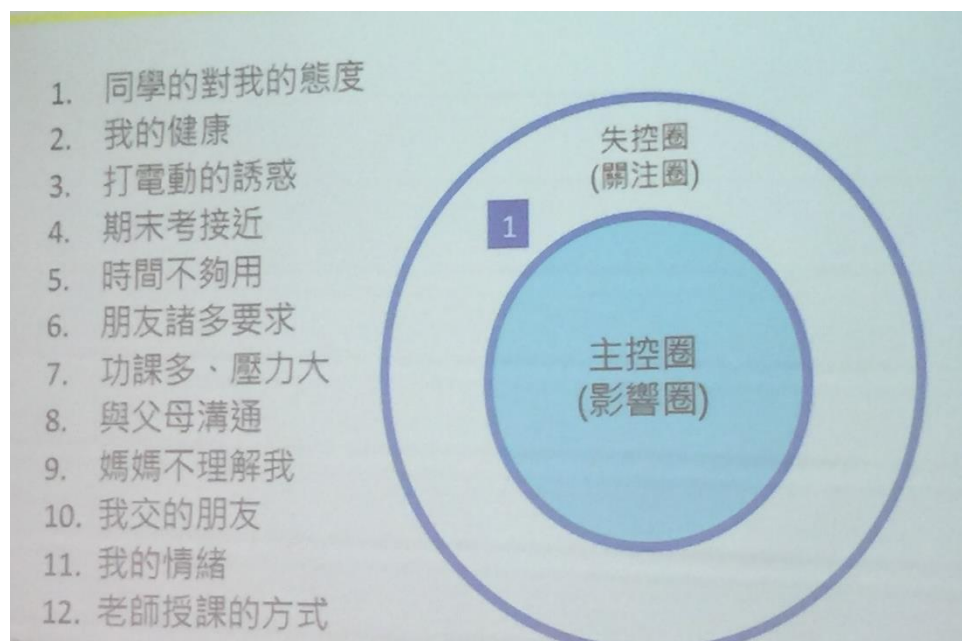 1. 同學的對我的態度
2. 我的健康
3. 打電動的誘惑
4. 期末考接近
5. 時間不夠用
6. 朋友諸多要求
7. 功課多、壓力大
8. 與父母溝通
9. 媽媽不理解我
10. 我交的朋友
11. 我的情緒
12. 老師授課的方式
失控圈
(關注圈)
1
主控圈
(影響圈)